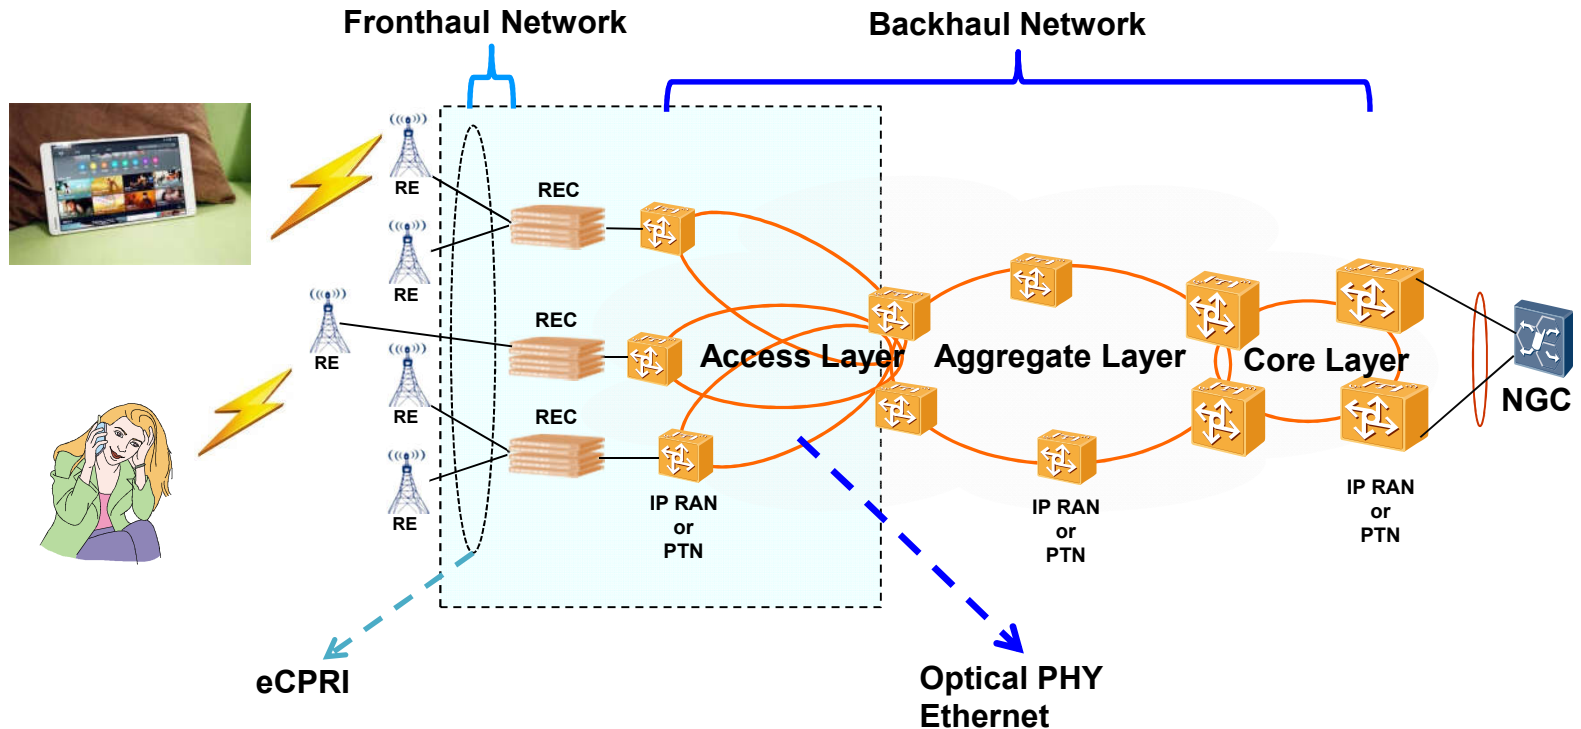 Fronthaul Network
Backhaul Network
RE
REC
RE
REC
RE
RE
REC
RE
Access Layer
Aggregate Layer
Core Layer
NGC
IP RAN
or
PTN
IP RAN
or
PTN
IP RAN
or
PTN
eCPRI
Optical PHY
Ethernet